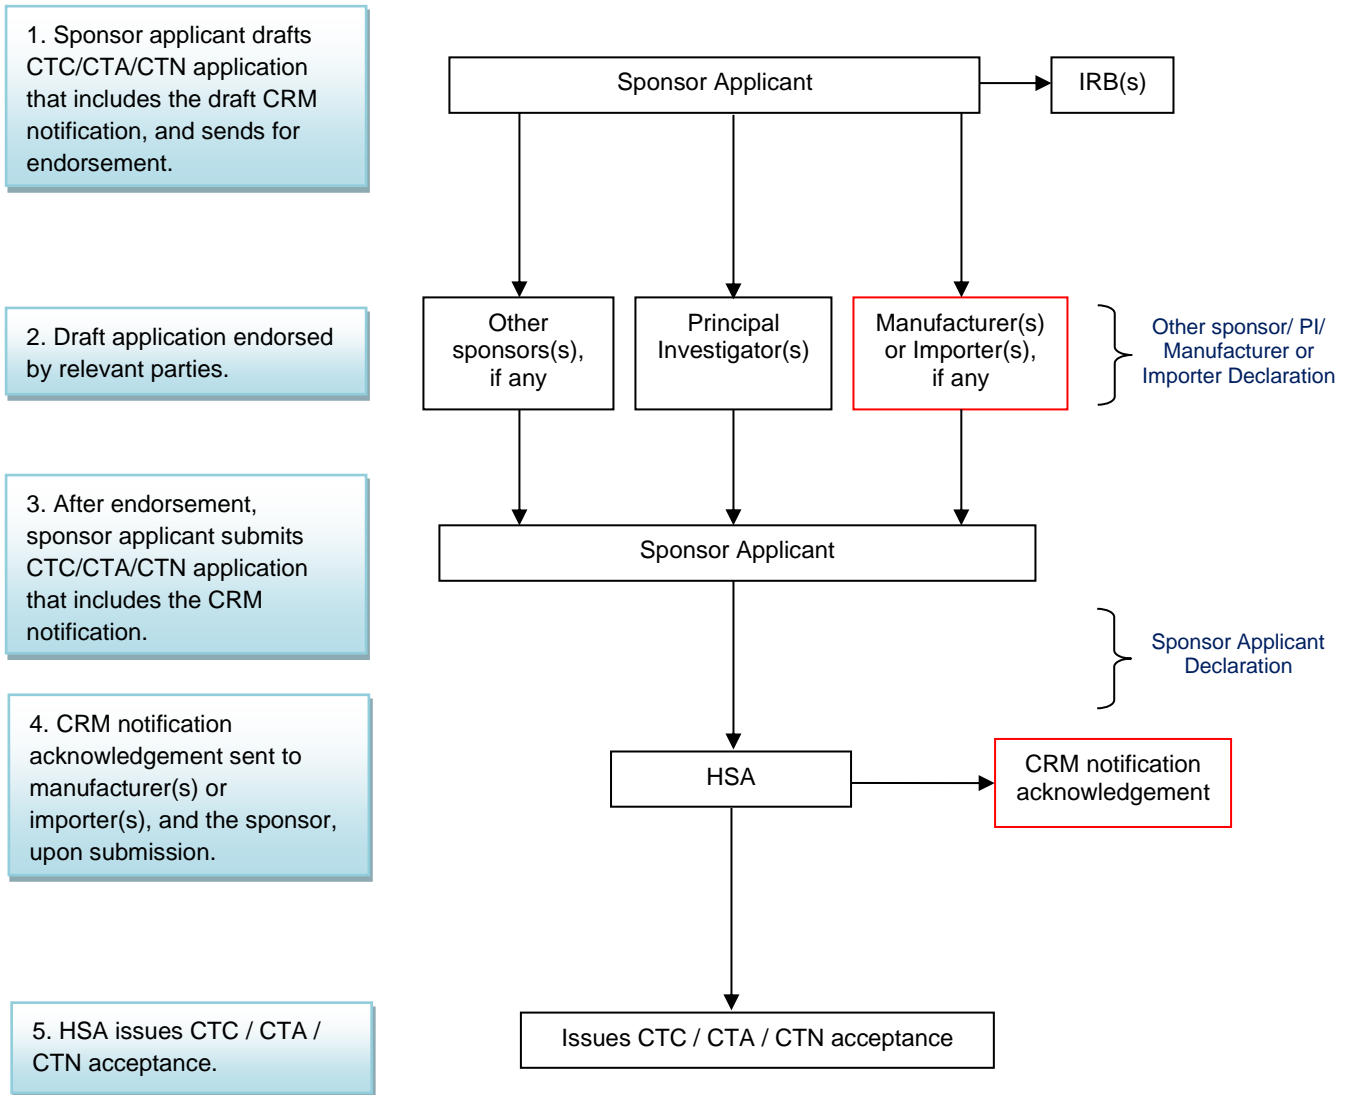 1. Sponsor applicant drafts
CTC/CTA/CTN application
that includes the draft CRM
notification, and sends for
endorsement.
Sponsor Applicant
IRB(s)
2. Draft application endorsed
by relevant parties.
Other
sponsors(s),
if any
Principal
Investigator(s)
Manufacturer(s)
or Importer(s),
if any
Other sponsor/ PI/
Manufacturer or
Importer Declaration
3. After endorsement,
sponsor applicant submits
CTC/CTA/CTN application
that includes the CRM
notification.
Sponsor Applicant
Sponsor Applicant
Declaration
4. CRM notification
acknowledgement sent to
manufacturer(s) or
importer(s), and the sponsor,
upon submission.
HSA
CRM notification
acknowledgement
5. HSA issues CTC / CTA /
CTN acceptance.
Issues CTC / CTA / CTN acceptance